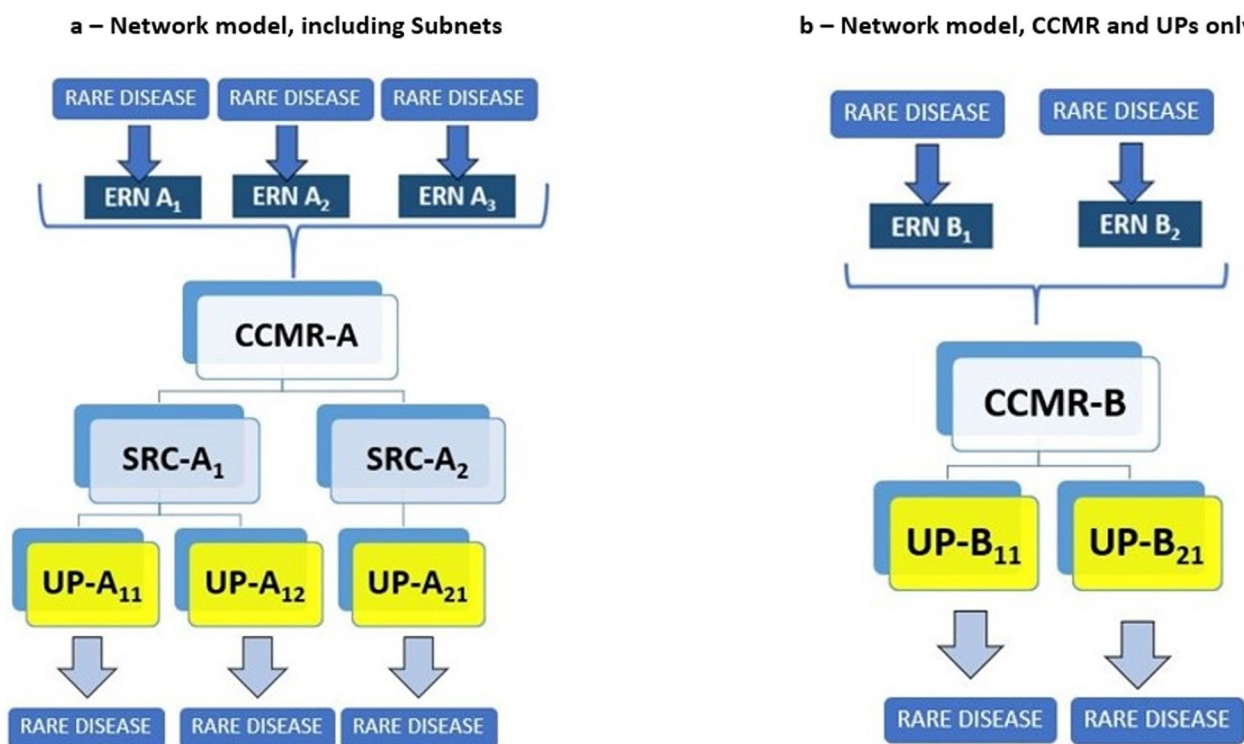 a – Network model, including Subnets
RARE DISEASE RARE DISEASE RARE DISEASE
ERN A₁ ERN A₂ ERN A₃
CCMR-A
SRC-A₁ SRC-A₂
UP-A₁₁ UP-A₁₂ UP-A₂₁
RARE DISEASE RARE DISEASE RARE DISEASE
b – Network model, CCMR and UPs only
RARE DISEASE RARE DISEASE
ERN B₁ ERN B₂
CCMR-B
UP-B₁₁ UP-B₂₁
RARE DISEASE RARE DISEASE